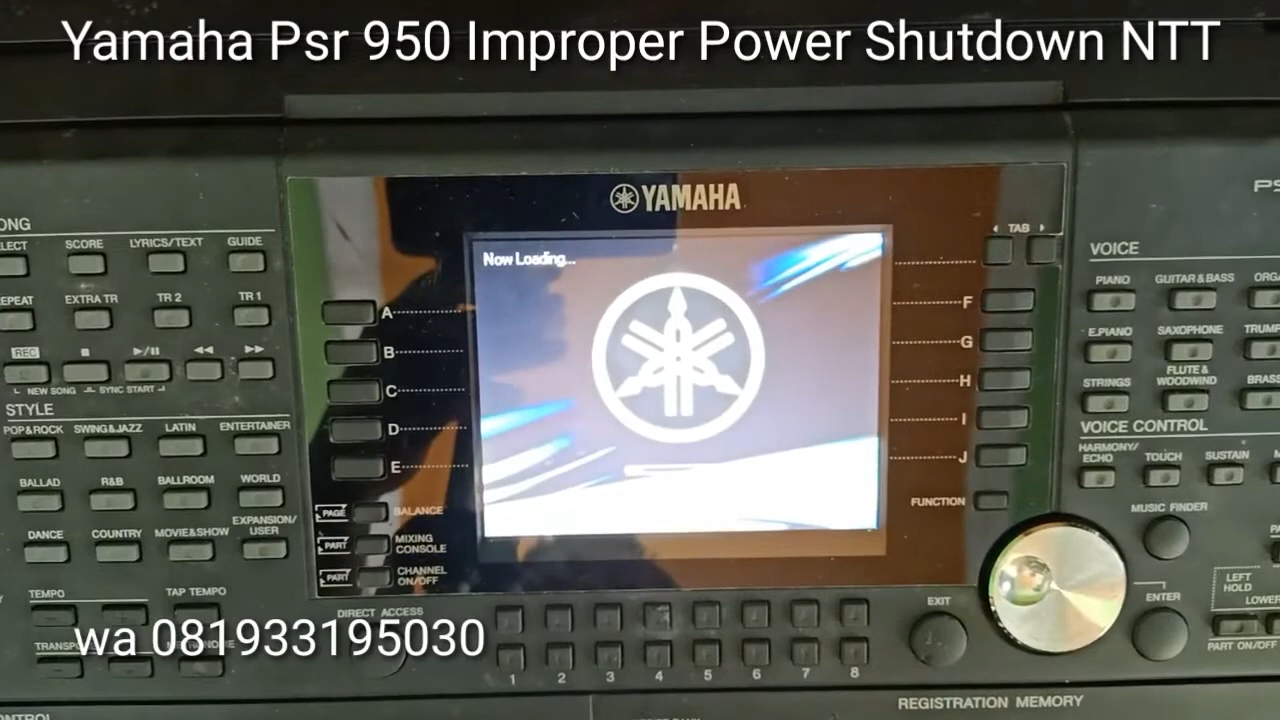 Yamaha Psr 950 Improper Power Shutdown NTT
YAMAHA
Now Loading...
SCORE LYRICS/TEXT GUIDE
EXTRA TR TR 2 TR 1
REC
NEW SONG SYNC START
STYLE
POP&ROCK SWING&JAZZ LATIN ENTERTAINER
BALLAD R&B BALLROOM WORLD
DANCE COUNTRY MOVIE&SHOW EXPANSION/
USER
TEMPO TAP TEMPO
A
B
C
D
E
PAGE BALANCE
PART MIXING
CONSOLE
PART CHANNEL
ON/OFF
DIRECT ACCESS
wa 081933195030
1 2 3 4 5 6 7 8
TAB
F
G
H
I
J
FUNCTION
EXIT
VOICE
PIANO GUITAR & BASS
E.PIANO SAXOPHONE
STRINGS FLUTE &
WOODWIND
VOICE CONTROL
HARMONY/
ECHO TOUCH SUSTAIN
MUSIC FINDER
ENTER
LEFT
HOLD
LOWER
PART ON/OFF
REGISTRATION MEMORY